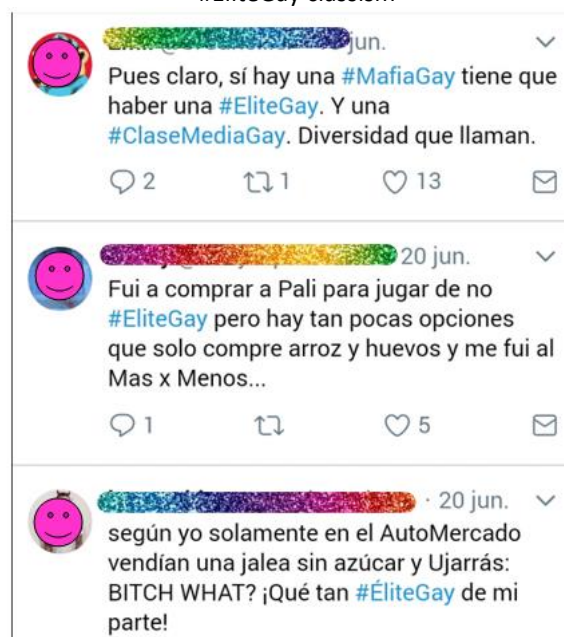 #EliteGay classism
jun.
Pues claro, sí hay una #MafiaGay tiene que
haber una #EliteGay. Y una
#ClaseMediaGay. Diversidad que llaman.
2 1 13
20 jun.
Fui a comprar a Pali para jugar de no
#EliteGay pero hay tan pocas opciones
que solo compre arroz y huevos y me fui al
Mas x Menos...
1 5
· 20 jun.
según yo solamente en el AutoMercado
vendían una jalea sin azúcar y Ujarrás:
BITCH WHAT? ¡Qué tan #ÉliteGay de mi
parte!